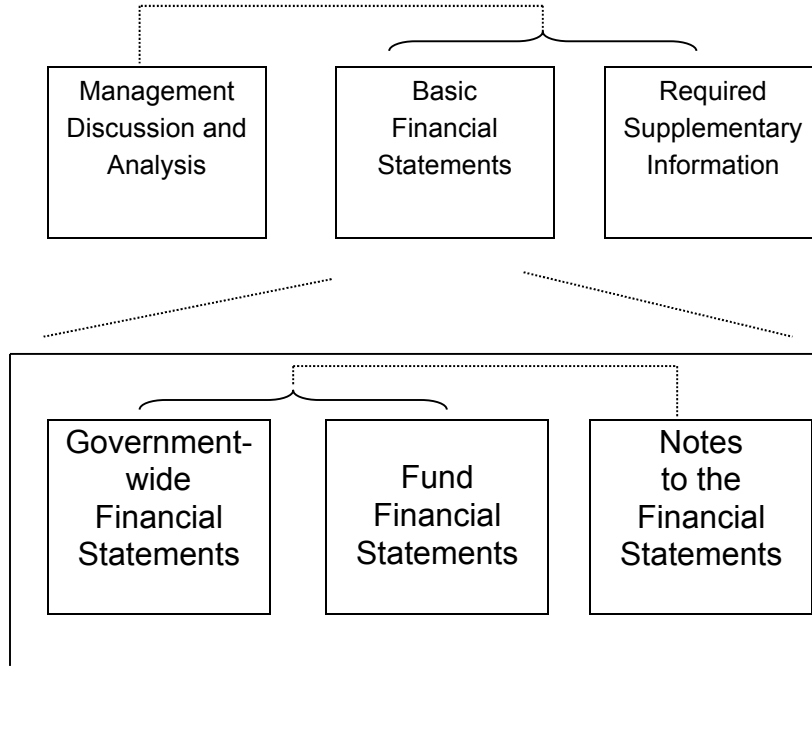 Management
Discussion and
Analysis
Basic
Financial
Statements
Required
Supplementary
Information
Government-
wide
Financial
Statements
Fund
Financial
Statements
Notes
to the
Financial
Statements